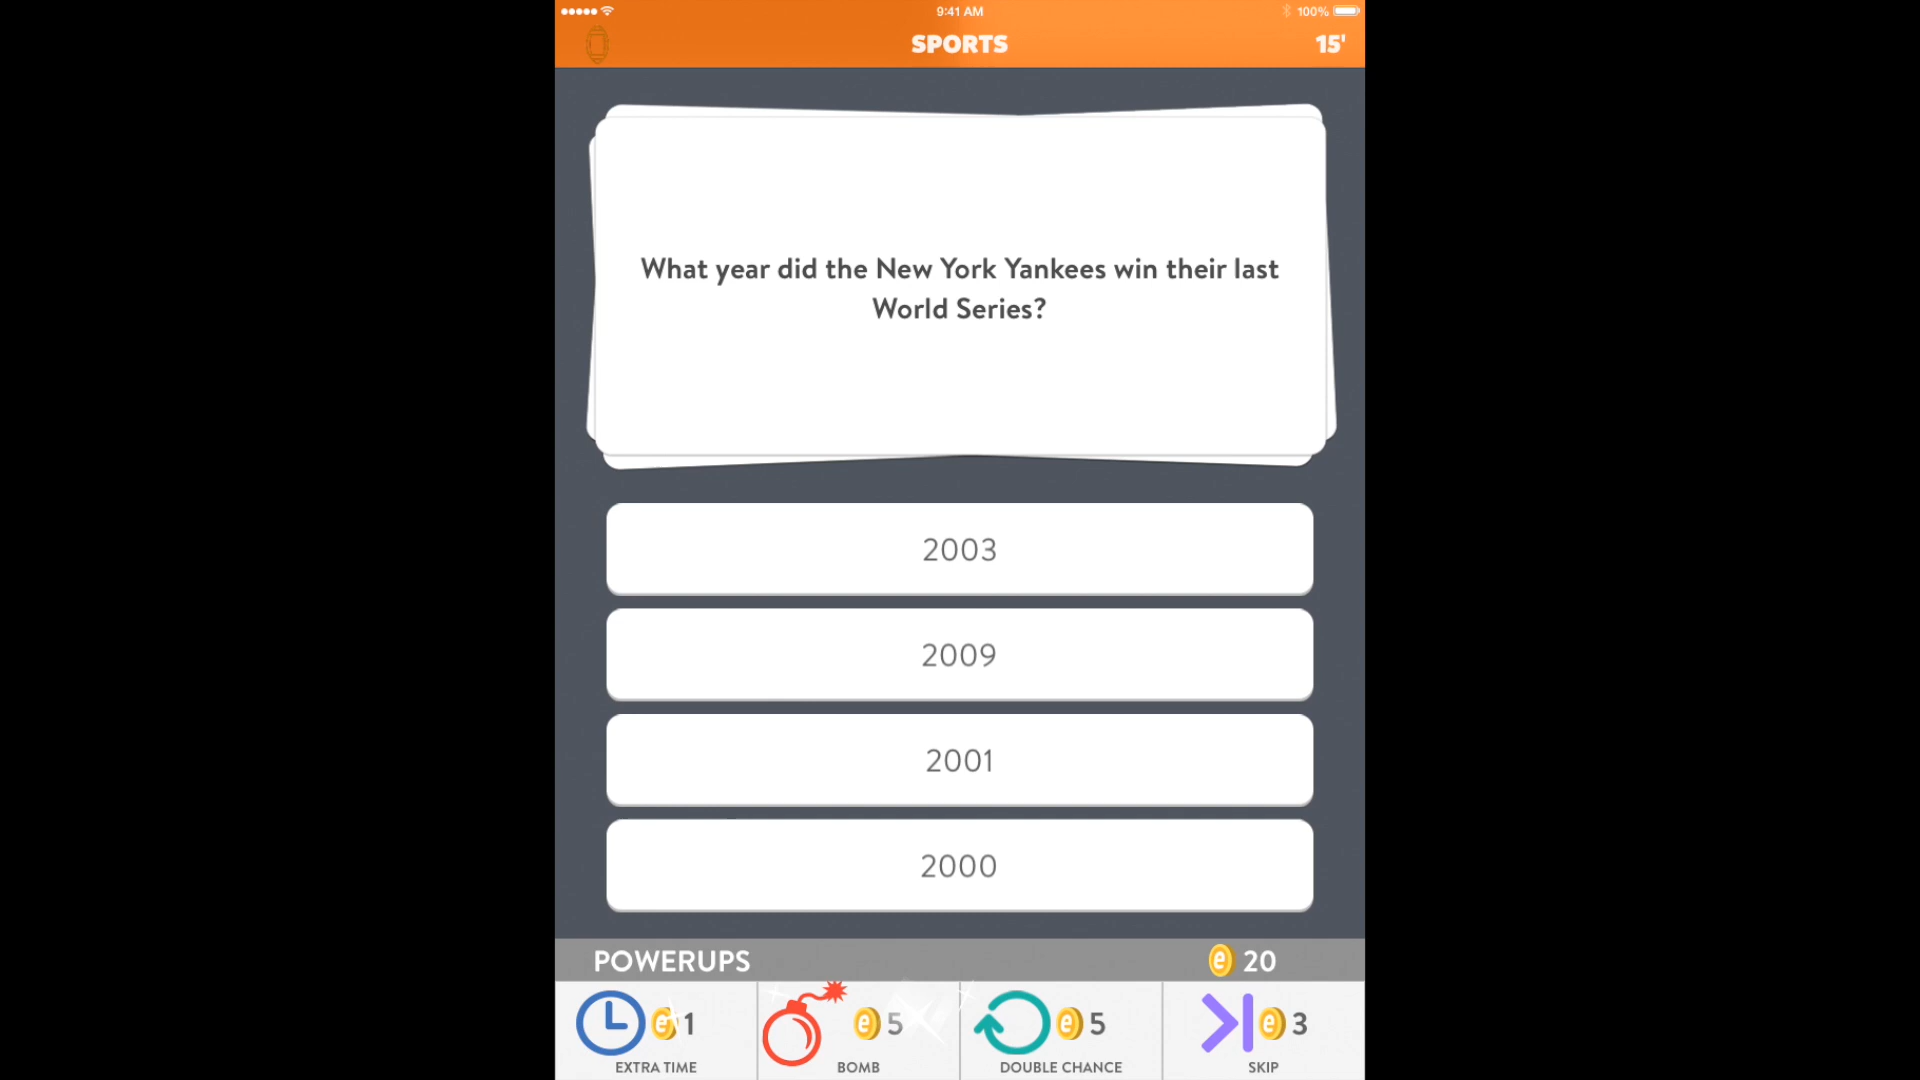 9:41 AM
100%
SPORTS
15'
What year did the New York Yankees win their last
World Series?
2003
2009
2001
2000
POWERUPS
e 20
e 1
e 5
e 5
e 3
EXTRA TIME
BOMB
DOUBLE CHANCE
SKIP